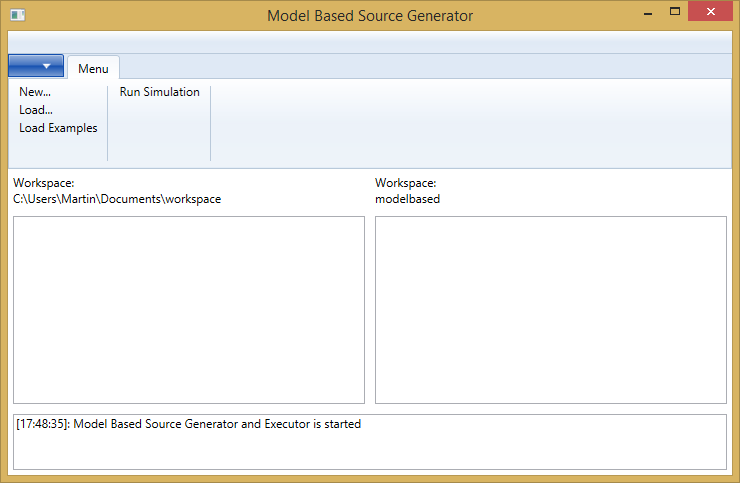 Model Based Source Generator
Menu
New...
Load...
Load Examples
Run Simulation
Workspace:
C:\Users\Martin\Documents\workspace
Workspace:
modelbased
[17:48:35]: Model Based Source Generator and Executor is started